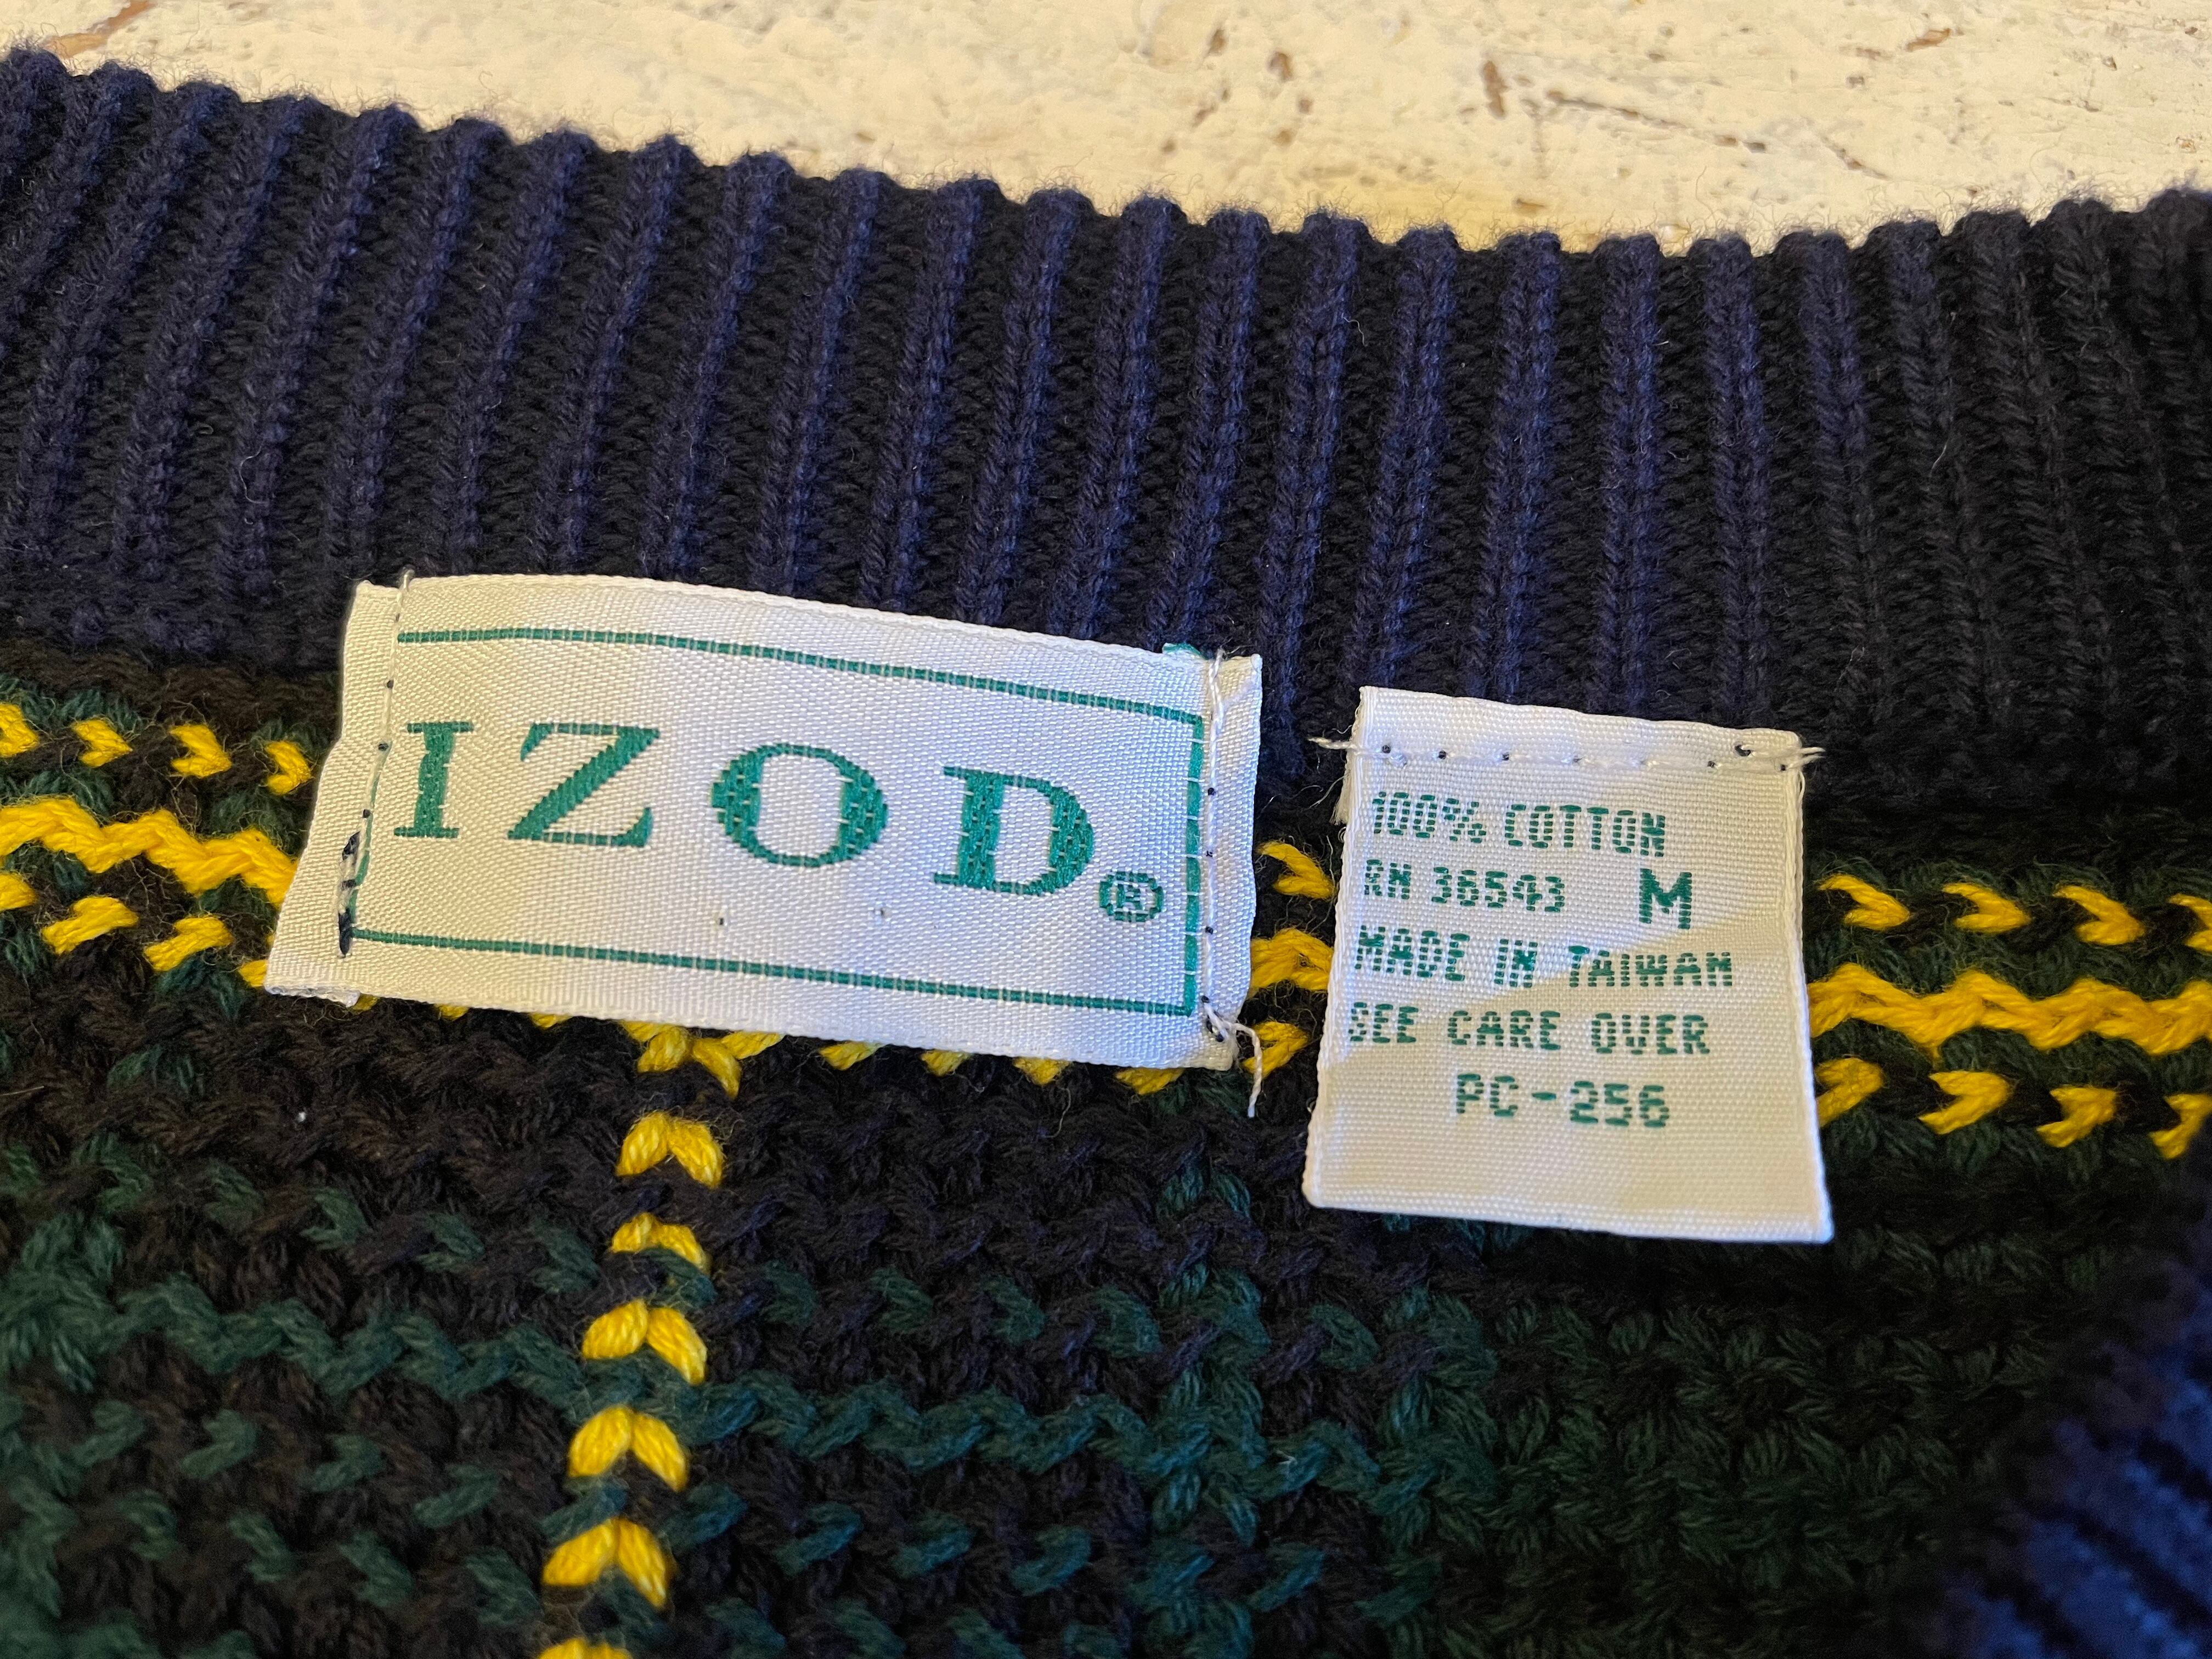 IZOD®
100% COTTON
RN 36543 M
MADE IN TAIWAN
SEE CARE OVER
PC-256